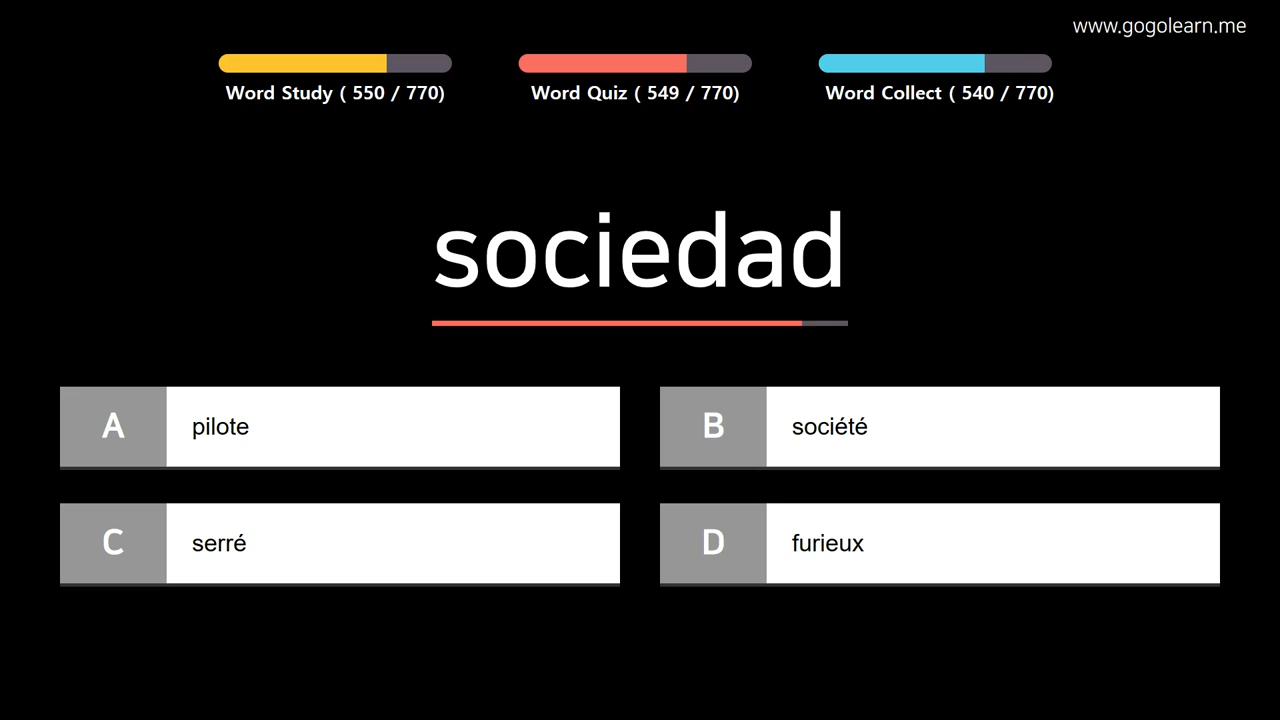 www.gogolearn.me
Word Study ( 550 / 770)
Word Quiz ( 549 / 770)
Word Collect ( 540 / 770)
sociedad
A pilote
B société
C serré
D furieux